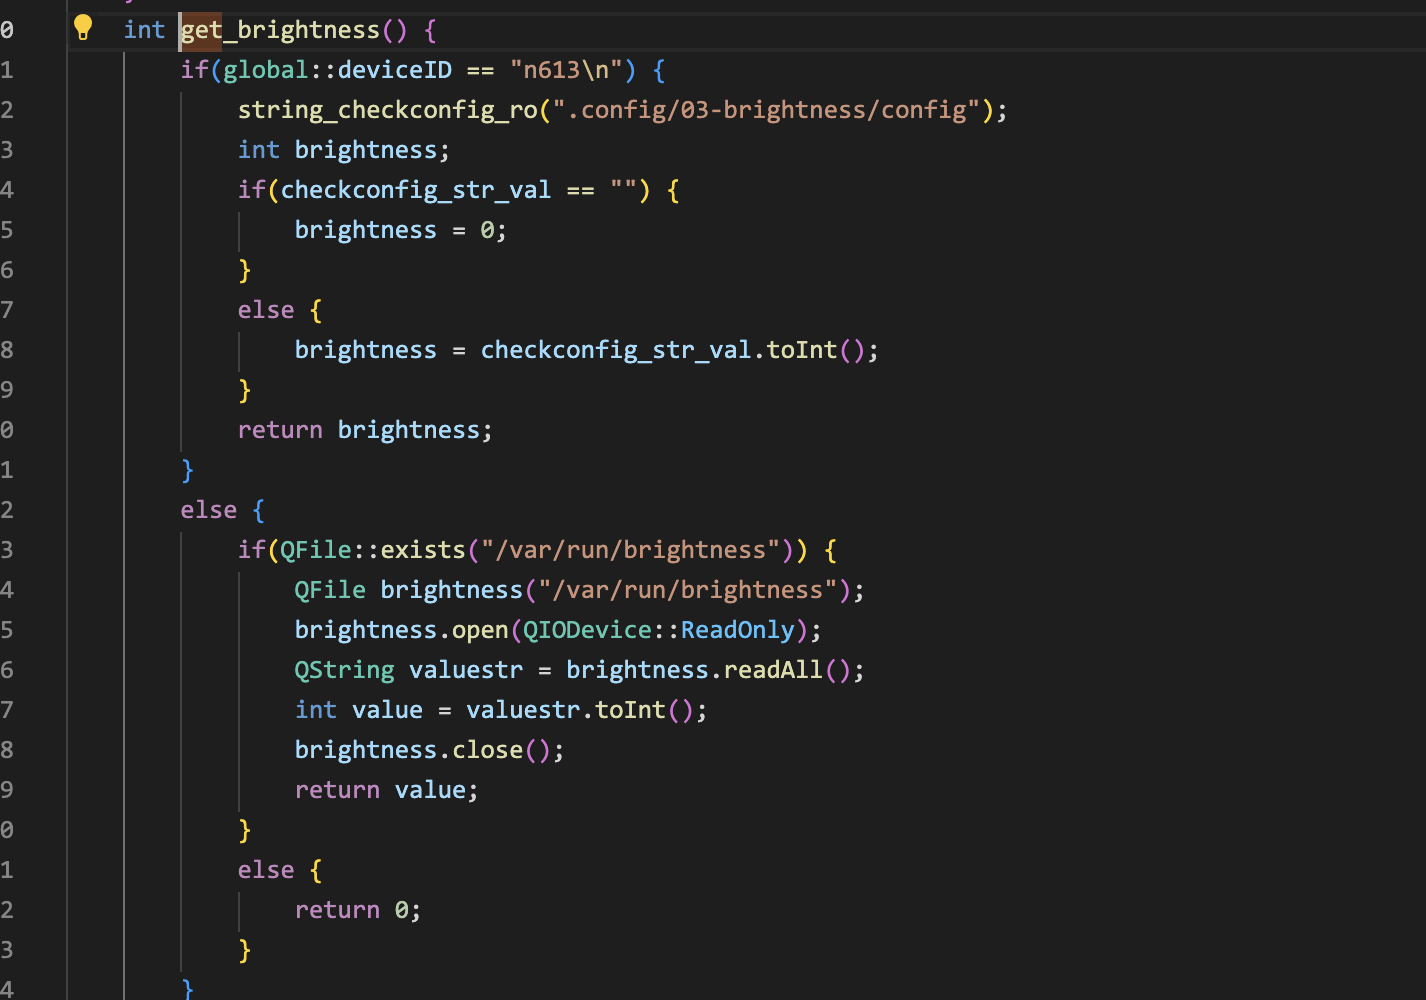 0 int get_brightness() {
1 if(global::deviceID == "n613\n") {
2 string_checkconfig_ro(".config/03-brightness/config");
3 int brightness;
4 if(checkconfig_str_val == "") {
5 brightness = 0;
6 }
7 else {
8 brightness = checkconfig_str_val.toInt();
9 }
0 return brightness;
1 }
2 else {
3 if(QFile::exists("/var/run/brightness")) {
4 QFile brightness("/var/run/brightness");
5 brightness.open(QIODevice::ReadOnly);
6 QString valuestr = brightness.readAll();
7 int value = valuestr.toInt();
8 brightness.close();
9 return value;
0 }
1 else {
2 return 0;
3 }
4 }